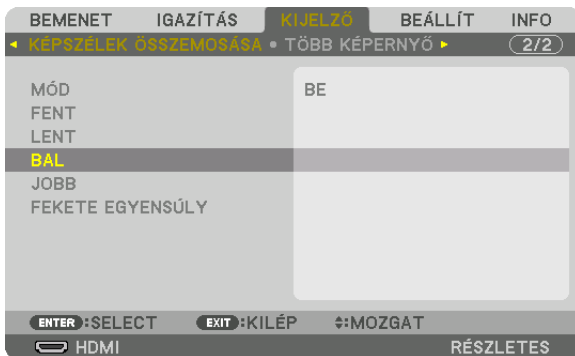 BEMENET IGAZÍTÁS KIJELZŐ BEÁLLÍT INFO
KÉPSZÉLEK ÖSSZEMOSÁSA • TÖBB KÉPERNYŐ 2/2
MÓD BE
FENT
LENT
BAL
JOBB
FEKETE EGYENSÚLY
ENTER :SELECT EXIT :KILÉP :MOZGAT
HDMI RÉSZLETES